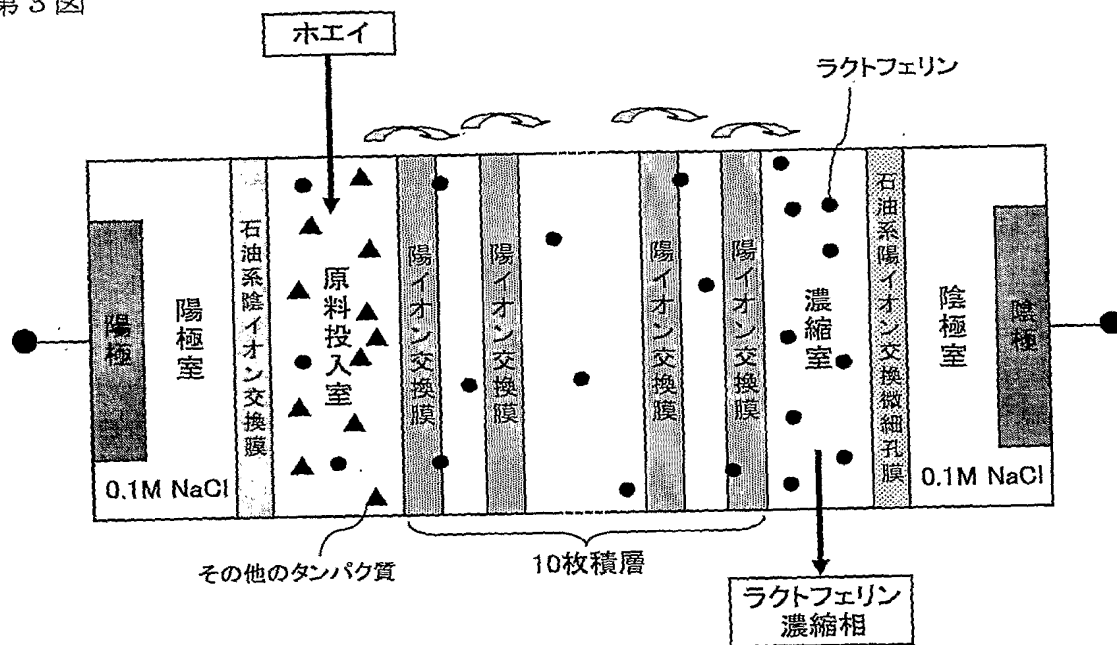 第3図
ホエイ
ラクトフェリン
陽極
陽極室
0.1M NaCl
石油系陰イオン交換膜
原料投入室
陽イオン交換膜
陽イオン交換膜
陽イオン交換膜
陽イオン交換膜
濃縮室
石油系陽イオン交換微細孔膜
陰極室
陰極
0.1M NaCl
その他のタンパク質
10枚積層
ラクトフェリン
濃縮相